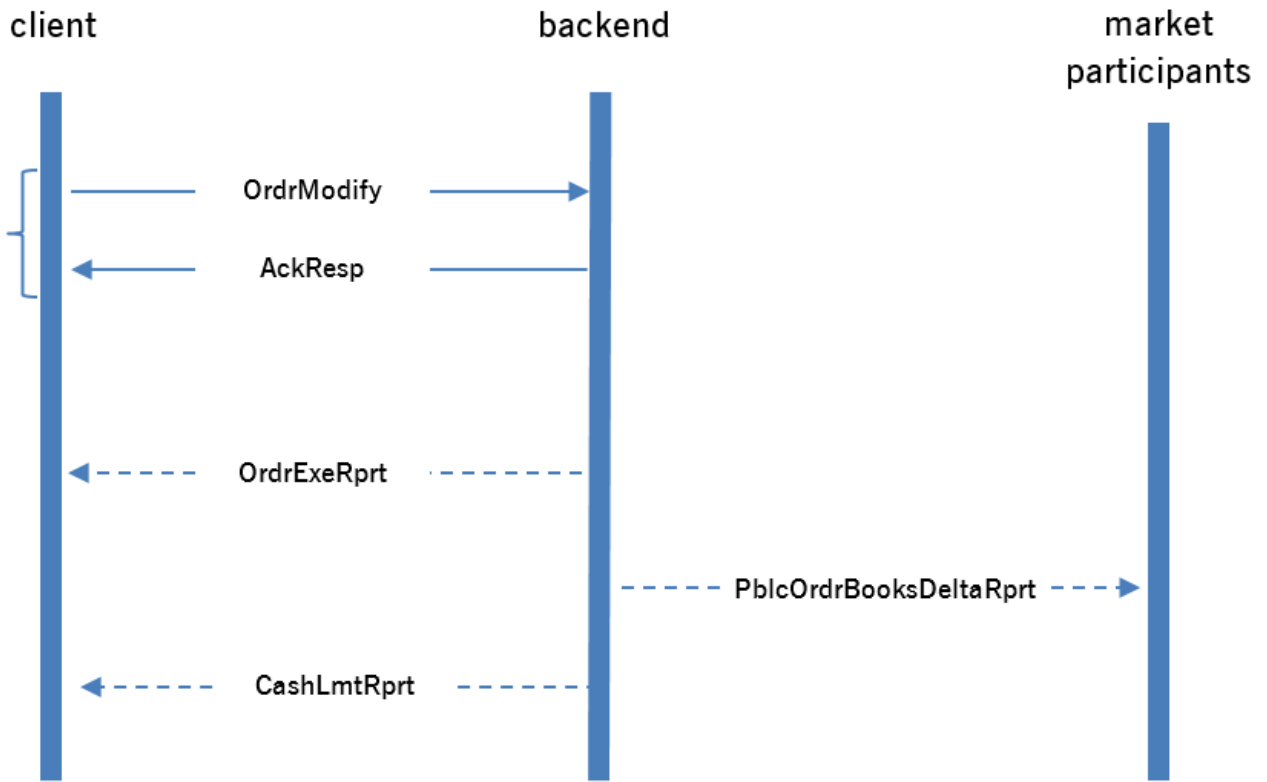 client
backend
market
participants
OrdrModify
AckResp
OrdrExeRprt
PblcOrdrBooksDeltaRprt
CashLmtRprt